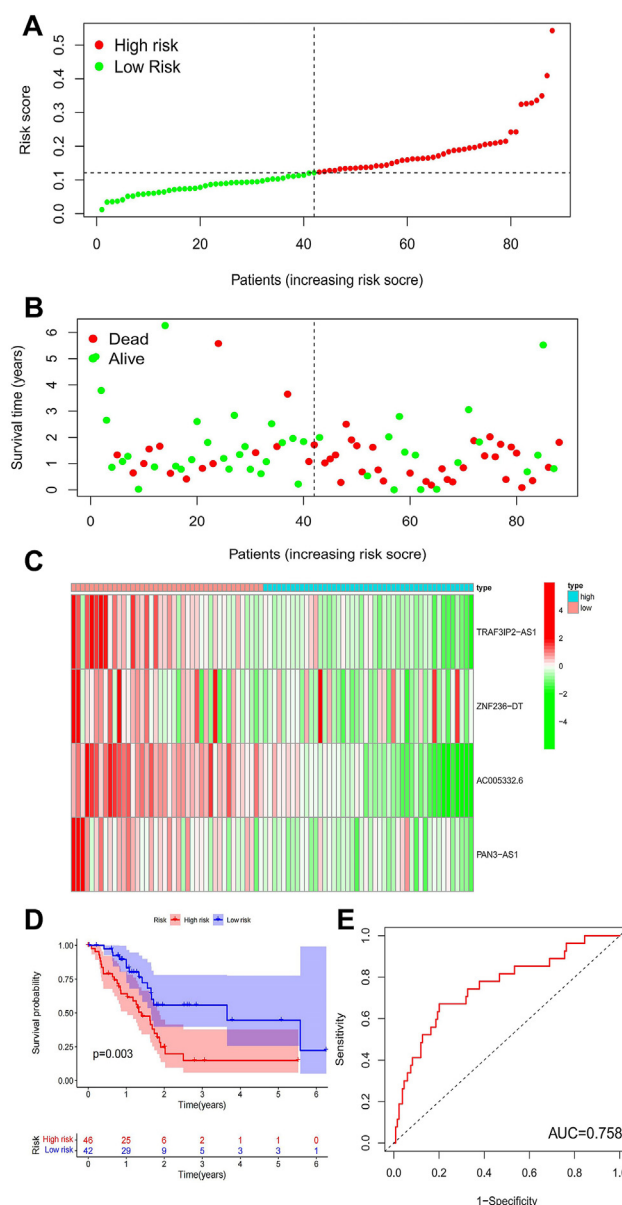 A
High risk
Low Risk
Risk score
0.0 0.1 0.2 0.3 0.4 0.5
0 20 40 60 80
Patients (increasing risk socre)
B
Dead
Alive
Survival time (years)
0 1 2 3 4 5 6
0 20 40 60 80
Patients (increasing risk socre)
C
type
TRAF3IP2-AS1
ZNF236-DT
AC005332.6
PAN3-AS1
4
2
0
-2
-4
type
high
low
D
Risk High risk Low risk
Survival probability
1.00
0.75
0.50
0.25
0.00
p=0.003
0 1 2 3 4 5 6
Time(years)
Risk
High risk 46 25 6 2 1 1 0
Low risk 42 29 9 5 3 3 1
0 1 2 3 4 5 6
Time(years)
E
Sensitivity
0.0 0.2 0.4 0.6 0.8 1.0
AUC=0.758
0.0 0.2 0.4 0.6 0.8 1.0
1-Specificity